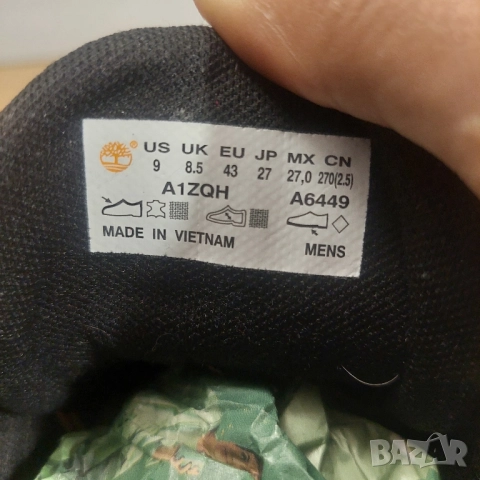 US UK EU JP MX CN
9 8.5 43 27 27,0 270(2.5)
A1ZQH A6449
MADE IN VIETNAM MENS
BAZAR